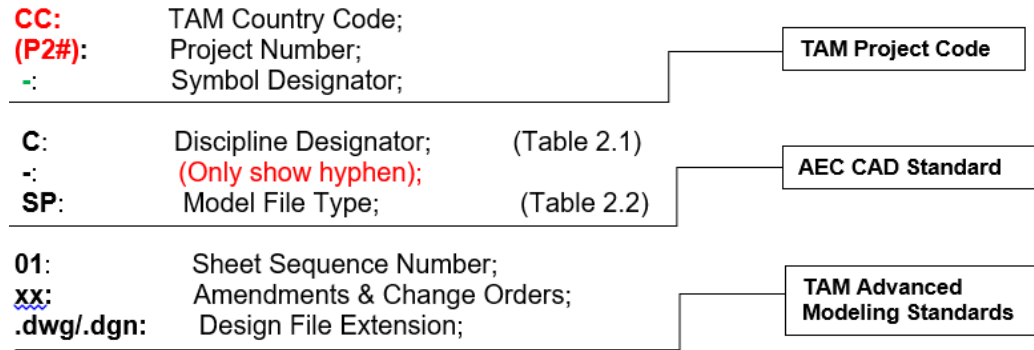 CC: TAM Country Code;
(P2#): Project Number;
-: Symbol Designator;
TAM Project Code
C: Discipline Designator; (Table 2.1)
-: (Only show hyphen);
SP: Model File Type; (Table 2.2)
AEC CAD Standard
01: Sheet Sequence Number;
xx: Amendments & Change Orders;
.dwg/.dgn: Design File Extension;
TAM Advanced
Modeling Standards